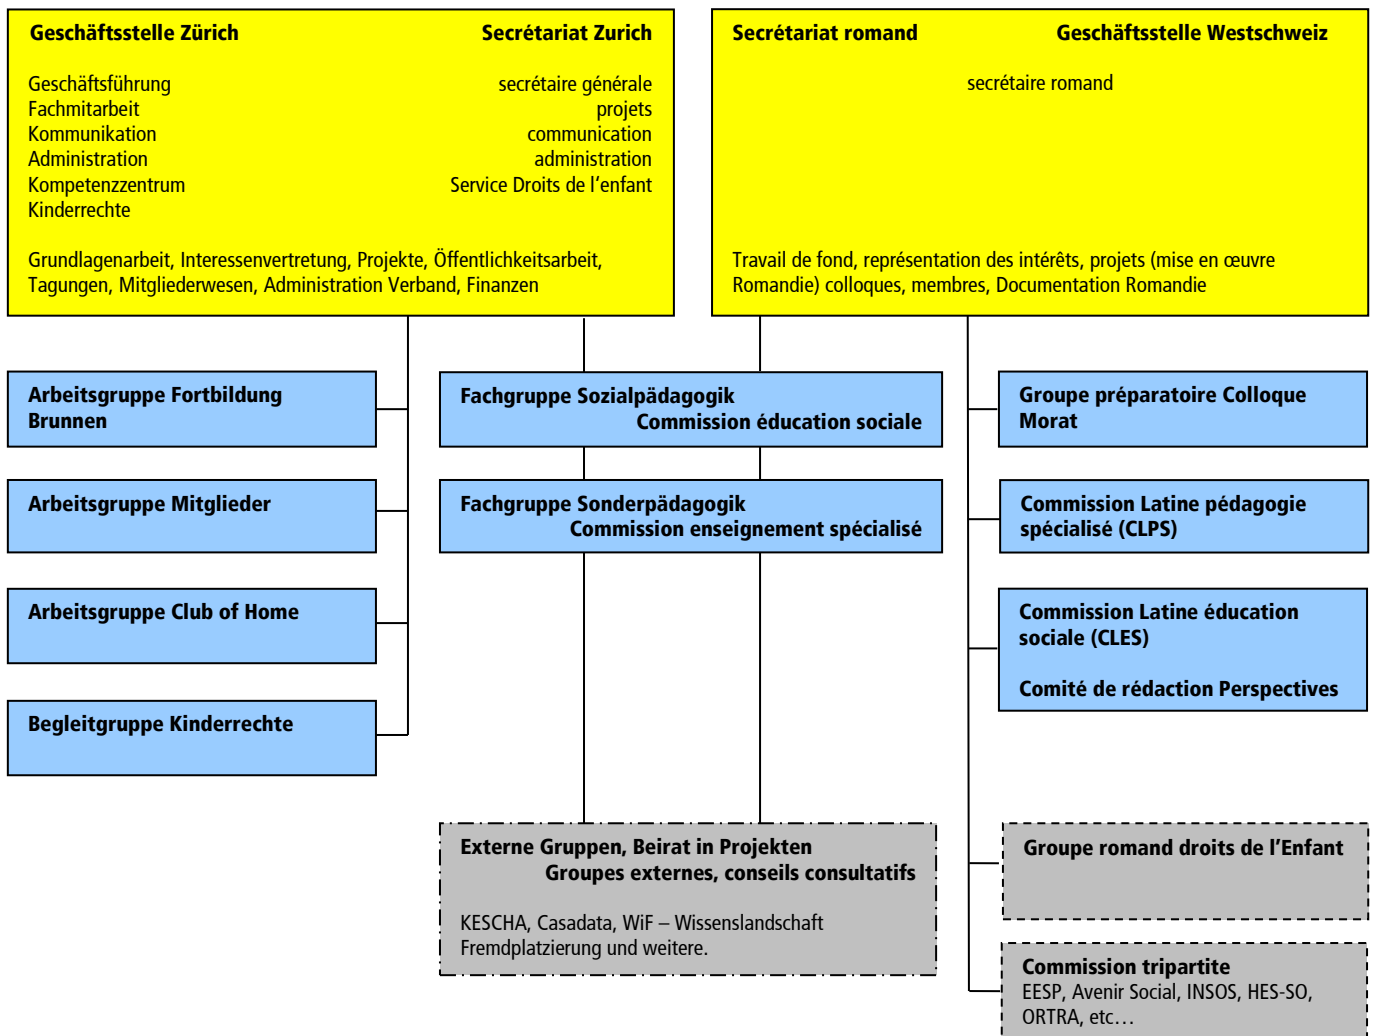 Geschäftsstelle Zürich Secrétariat Zurich
Geschäftsführung secrétaire générale
Fachmitarbeit projets
Kommunikation communication
Administration administration
Kompetenzzentrum Service Droits de l‘enfant
Kinderrechte
Grundlagenarbeit, Interessenvertretung, Projekte, Öffentlichkeitsarbeit,
Tagungen, Mitgliederwesen, Administration Verband, Finanzen
Secrétariat romand Geschäftsstelle Westschweiz
secrétaire romand
Travail de fond, représentation des intérêts, projets (mise en œuvre
Romandie) colloques, membres, Documentation Romandie
Arbeitsgruppe Fortbildung
Brunnen
Arbeitsgruppe Mitglieder
Arbeitsgruppe Club of Home
Begleitgruppe Kinderrechte
Fachgruppe Sozialpädagogik
Commission éducation sociale
Fachgruppe Sonderpädagogik
Commission enseignement spécialisé
Externe Gruppen, Beirat in Projekten
Groupes externes, conseils consultatifs
KESCHA, Casadata, WiF – Wissenslandschaft
Fremdplatzierung und weitere.
Groupe préparatoire Colloque
Morat
Commission Latine pédagogie
spécialisé (CLPS)
Commission Latine éducation
sociale (CLES)
Comité de rédaction Perspectives
Groupe romand droits de l’Enfant
Commission tripartite
EESP, Avenir Social, INSOS, HES-SO,
ORTRA, etc…